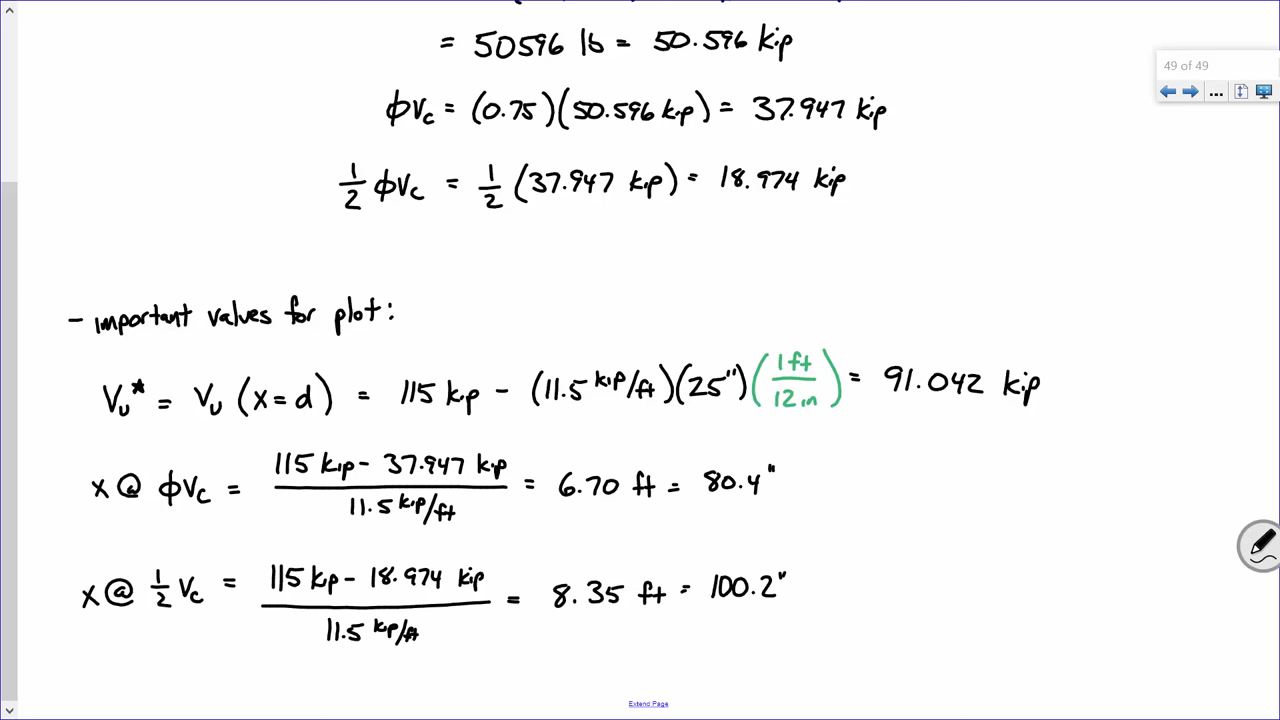 = 50596 lb = 50.596 kip
49 of 49
ϕVc = (0.75)(50.596 kip) = 37.947 kip
1/2 ϕVc = 1/2 (37.947 kip) = 18.974 kip
- important values for plot:
Vu* = Vu (x = d) = 115 kip - (11.5 kip/ft)(25")(1 ft/12 in) = 91.042 kip
x @ ϕVc = (115 kip - 37.947 kip)/(11.5 kip/ft) = 6.70 ft = 80.4"
x @ 1/2 Vc = (115 kip - 18.974 kip)/(11.5 kip/ft) = 8.35 ft = 100.2"
Extend Page